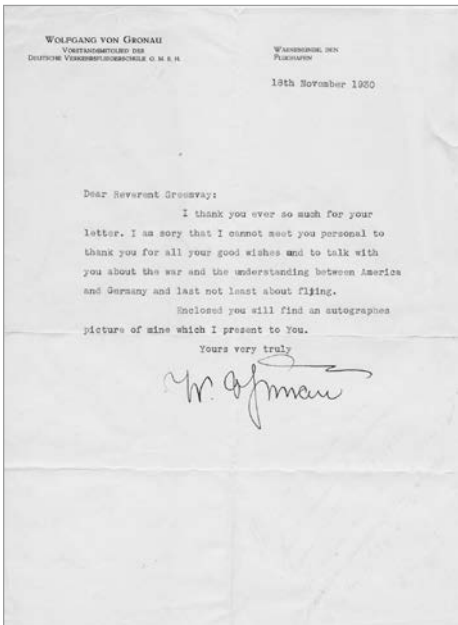 WOLFGANG VON GRONAU
VORSTANDSMITGLIED DER
DEUTSCHE VERKEHRSFLIEGERSCHULE G. M. B. H.
WARNEMÜNDE, DEN
FLUGHAFEN
18th November 1930
Dear Reverent Greenway:
I thank you ever so much for your
letter. I am sory that I cannot meet you personal to
thank you for all your good wishes and to talk with
you about the war and the understanding between America
and Germany and last not least about flying.
Enclosed you will find an autographes
picture of mine which I present to You.
Yours very truly
W. v. Gronau